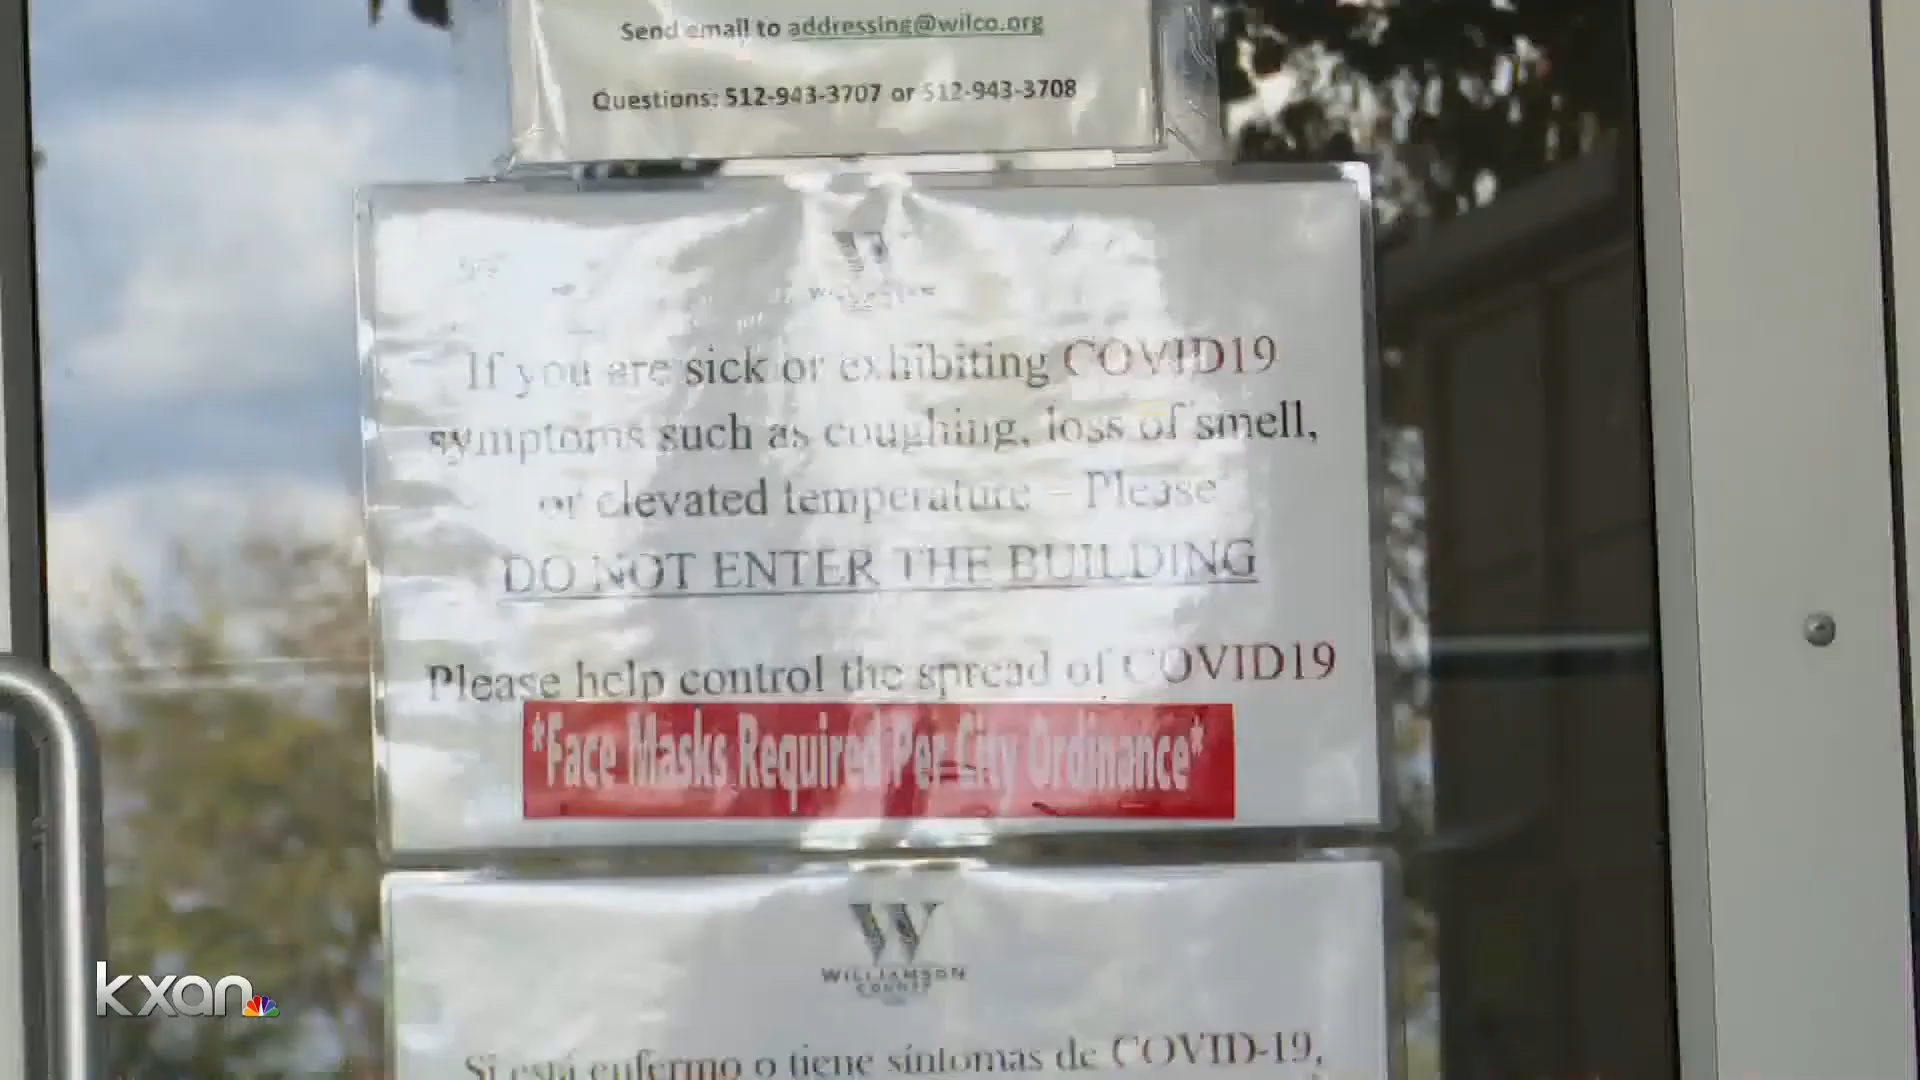 Send email to addressing@wilco.org
Questions: 512-943-3707 or 512-943-3708
W
If you are sick or exhibiting COVID19
symptoms such as coughing, loss of smell,
or elevated temperature – Please
DO NOT ENTER THE BUILDING
Please help control the spread of COVID19
*Face Masks Required Per City Ordinance*
W
WILLIAMSON
COUNTY
Si está enfermo o tiene síntomas de COVID-19,
kxan